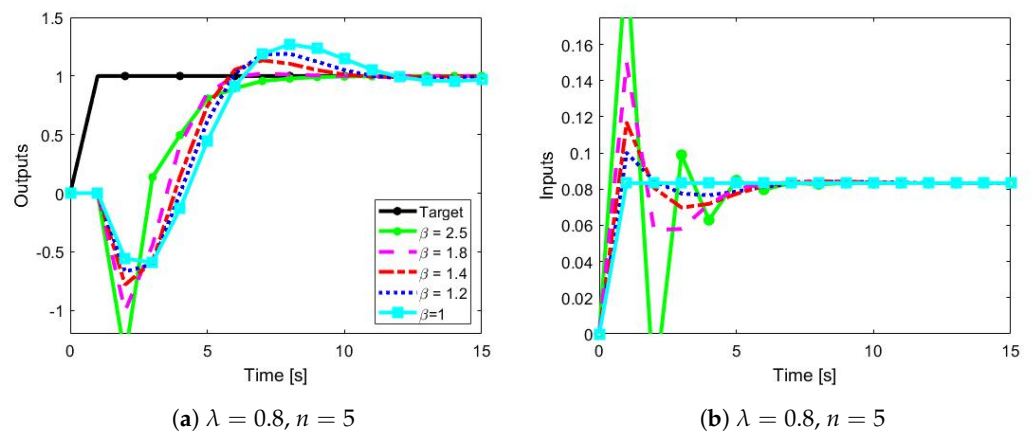 1.5
1
0.5
0
-0.5
-1
Outputs
0
5
10
15
Time [s]
Target
β = 2.5
β = 1.8
β = 1.4
β = 1.2
β=1
(a) λ = 0.8, n = 5
0.16
0.14
0.12
0.1
0.08
0.06
0.04
0.02
0
Inputs
0
5
10
15
Time [s]
(b) λ = 0.8, n = 5